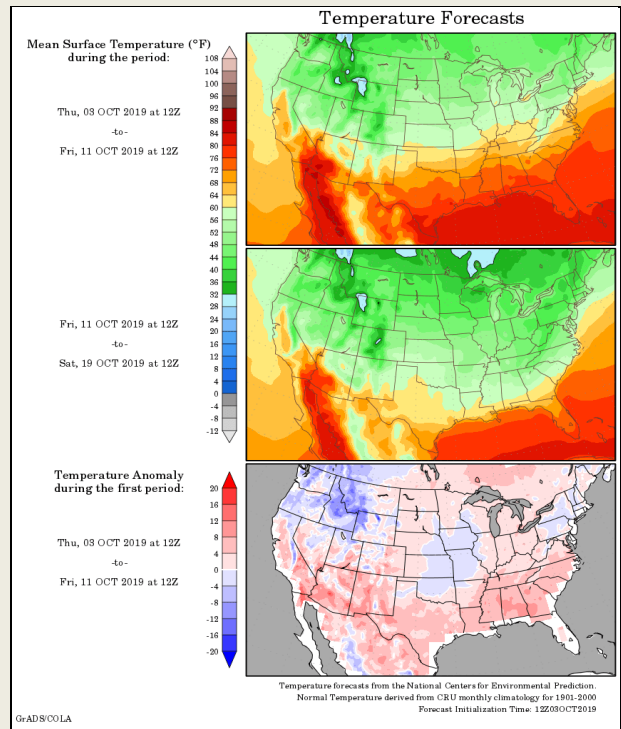 Temperature Forecasts
Mean Surface Temperature (°F)
during the period:
Thu, 03 OCT 2019 at 12Z
-to-
Fri, 11 OCT 2019 at 12Z
108
104
100
96
92
88
84
80
76
72
68
64
60
56
52
48
44
40
36
32
28
24
20
16
12
8
4
0
-4
-8
-12
Fri, 11 OCT 2019 at 12Z
-to-
Sat, 19 OCT 2019 at 12Z
Temperature Anomaly
during the first period:
Thu, 03 OCT 2019 at 12Z
-to-
Fri, 11 OCT 2019 at 12Z
20
16
12
8
4
0
-4
-8
-12
-16
-20
Temperature forecasts from the National Centers for Environmental Prediction.
Normal Temperature derived from CRU monthly climatology for 1901-2000
Forecast Initialization Time: 12Z03OCT2019
GrADS/COLA